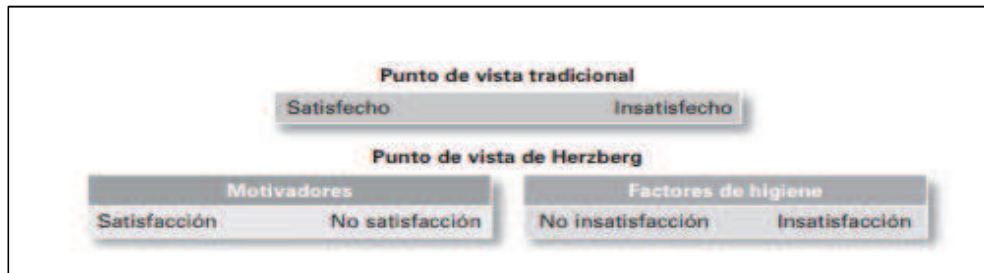 Punto de vista tradicional
Satisfecho Insatisfecho
Punto de vista de Herzberg
Motivadores Factores de higiene
Satisfacción No satisfacción No insatisfacción Insatisfacción